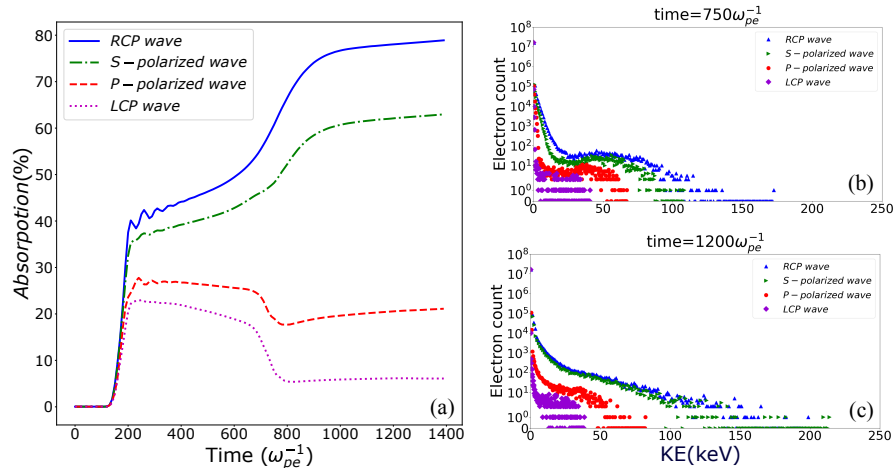 RCP wave
S − polarized wave
P − polarized wave
LCP wave
Absorpotion(%)
80
70
60
50
40
30
20
10
0
0 200 400 600 800 1000 1200 1400
Time (ω_pe^-1)
(a)
time=750ω_pe^-1
RCP wave
S − polarized wave
P − polarized wave
LCP wave
Electron count
10^8
10^7
10^6
10^5
10^4
10^3
10^2
10^1
10^0
0
0 50 100 150 200 250
(b)
time=1200ω_pe^-1
RCP wave
S − polarized wave
P − polarized wave
LCP wave
Electron count
10^8
10^7
10^6
10^5
10^4
10^3
10^2
10^1
10^0
0
0 50 100 150 200 250
KE(keV)
(c)